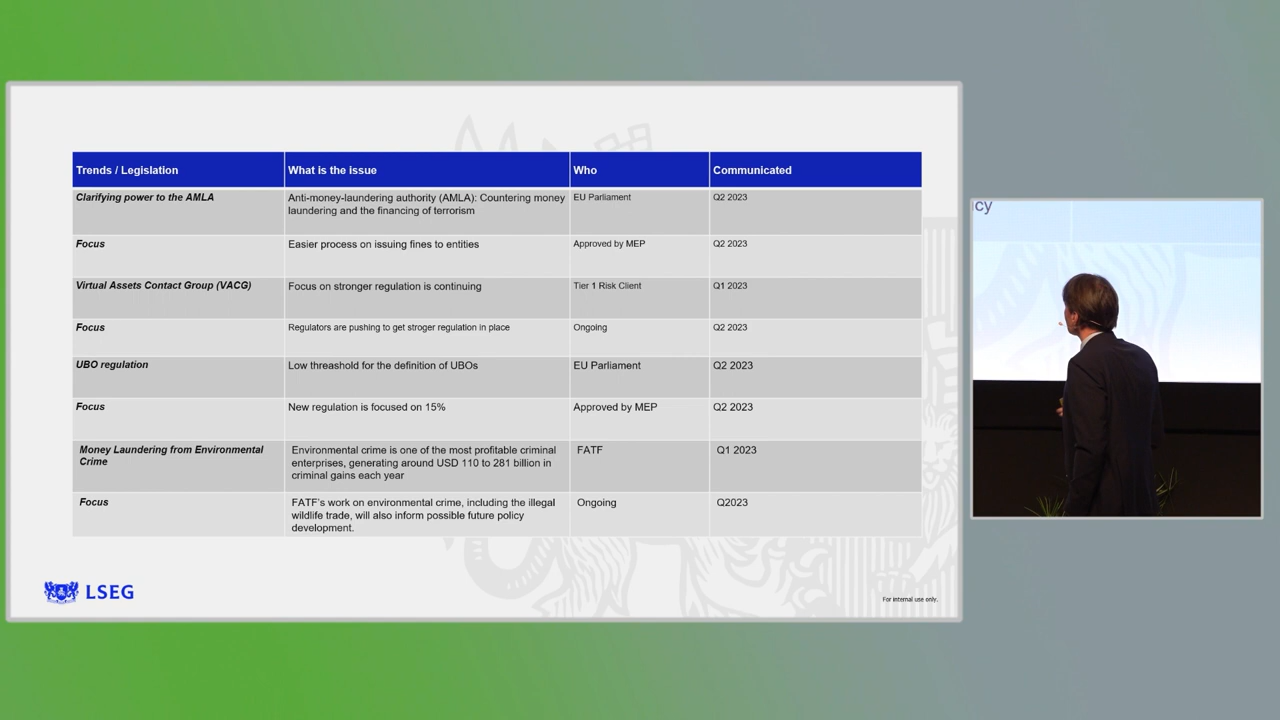 Trends / Legislation
What is the issue
Who
Communicated
Clarifying power to the AMLA
Anti-money-laundering authority (AMLA): Countering money
laundering and the financing of terrorism
EU Parliament
Q2 2023
Focus
Easier process on issuing fines to entities
Approved by MEP
Q2 2023
Virtual Assets Contact Group (VACG)
Focus on stronger regulation is continuing
Tier 1 Risk Client
Q1 2023
Focus
Regulators are pushing to get stroger regulation in place
Ongoing
Q2 2023
UBO regulation
Low threashold for the definition of UBOs
EU Parliament
Q2 2023
Focus
New regulation is focused on 15%
Approved by MEP
Q2 2023
Money Laundering from Environmental
Crime
Environmental crime is one of the most profitable criminal
enterprises, generating around USD 110 to 281 billion in
criminal gains each year
FATF
Q1 2023
Focus
FATF's work on environmental crime, including the illegal
wildlife trade, will also inform possible future policy
development.
Ongoing
Q2023
LSEG
For internal use only.
cy